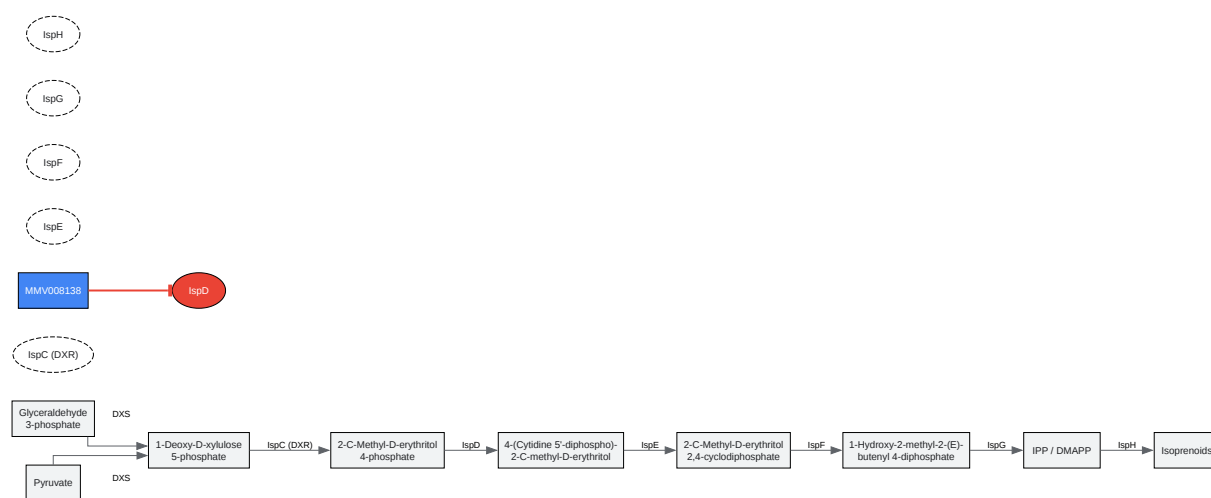 IspH
IspG
IspF
IspE
MMV008138
IspD
IspC (DXR)
Glyceraldehyde
3-phosphate
DXS
1-Deoxy-D-xylulose
5-phosphate
IspC (DXR)
2-C-Methyl-D-erythritol
4-phosphate
IspD
4-(Cytidine 5'-diphospho)-
2-C-methyl-D-erythritol
IspE
2-C-Methyl-D-erythritol
2,4-cyclodiphosphate
IspF
1-Hydroxy-2-methyl-2-(E)-
butenyl 4-diphosphate
IspG
IPP / DMAPP
IspH
Isoprenoids
Pyruvate
DXS